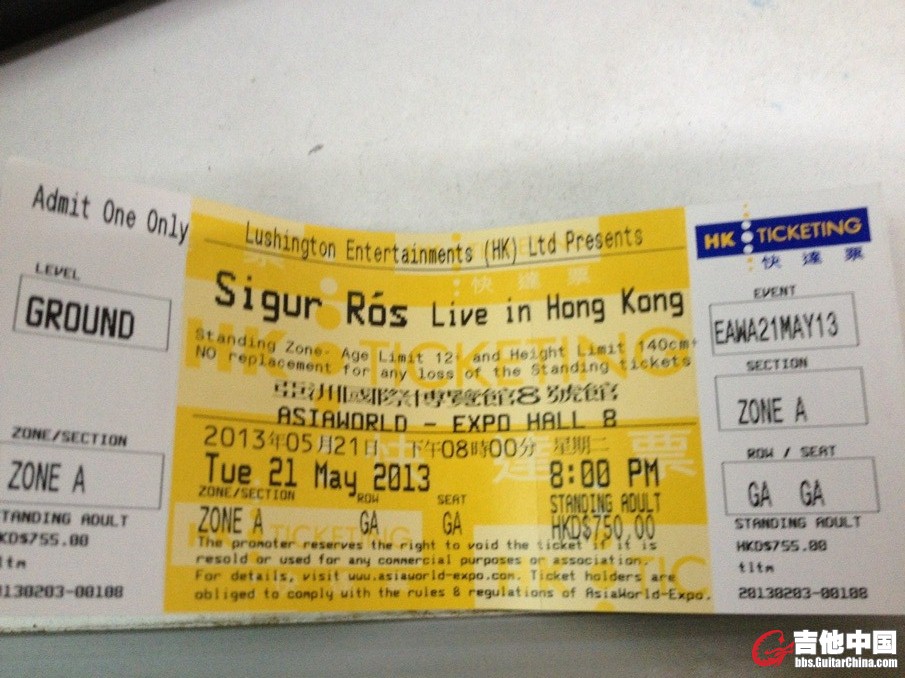 Admit One Only
LEVEL
GROUND
ZONE/SECTION
ZONE A
STANDING ADULT
HKD$755.00
tltm
20130203-00108
Lushington Entertainments (HK) Ltd Presents
Sigur Rós Live in Hong Kong
Standing Zone- Age Limit 12+ and Height Limit 140cm+
NO replacement for any loss of the Standing tickets
亞洲國際博覽館8號館
ASIAWORLD - EXPO HALL 8
2013年05月21日 下午08時00分 星期二
Tue 21 May 2013 8:00 PM
ZONE/SECTION ROW SEAT STANDING ADULT
ZONE A GA GA HKD$750.00
The promoter reserves the right to void the ticket if it is
resold or used for any commercial purposes or association.
For details, visit www.asiaworld-expo.com. Ticket holders are
obliged to comply with the rules & regulations of AsiaWorld-Expo.
HK TICKETING
快達票
EVENT
EAWA21MAY13
SECTION
ZONE A
ROW / SEAT
GA GA
STANDING ADULT
HKD$755.00
tltm
20130203-00108
吉他中国
bbs.GuitarChina.com